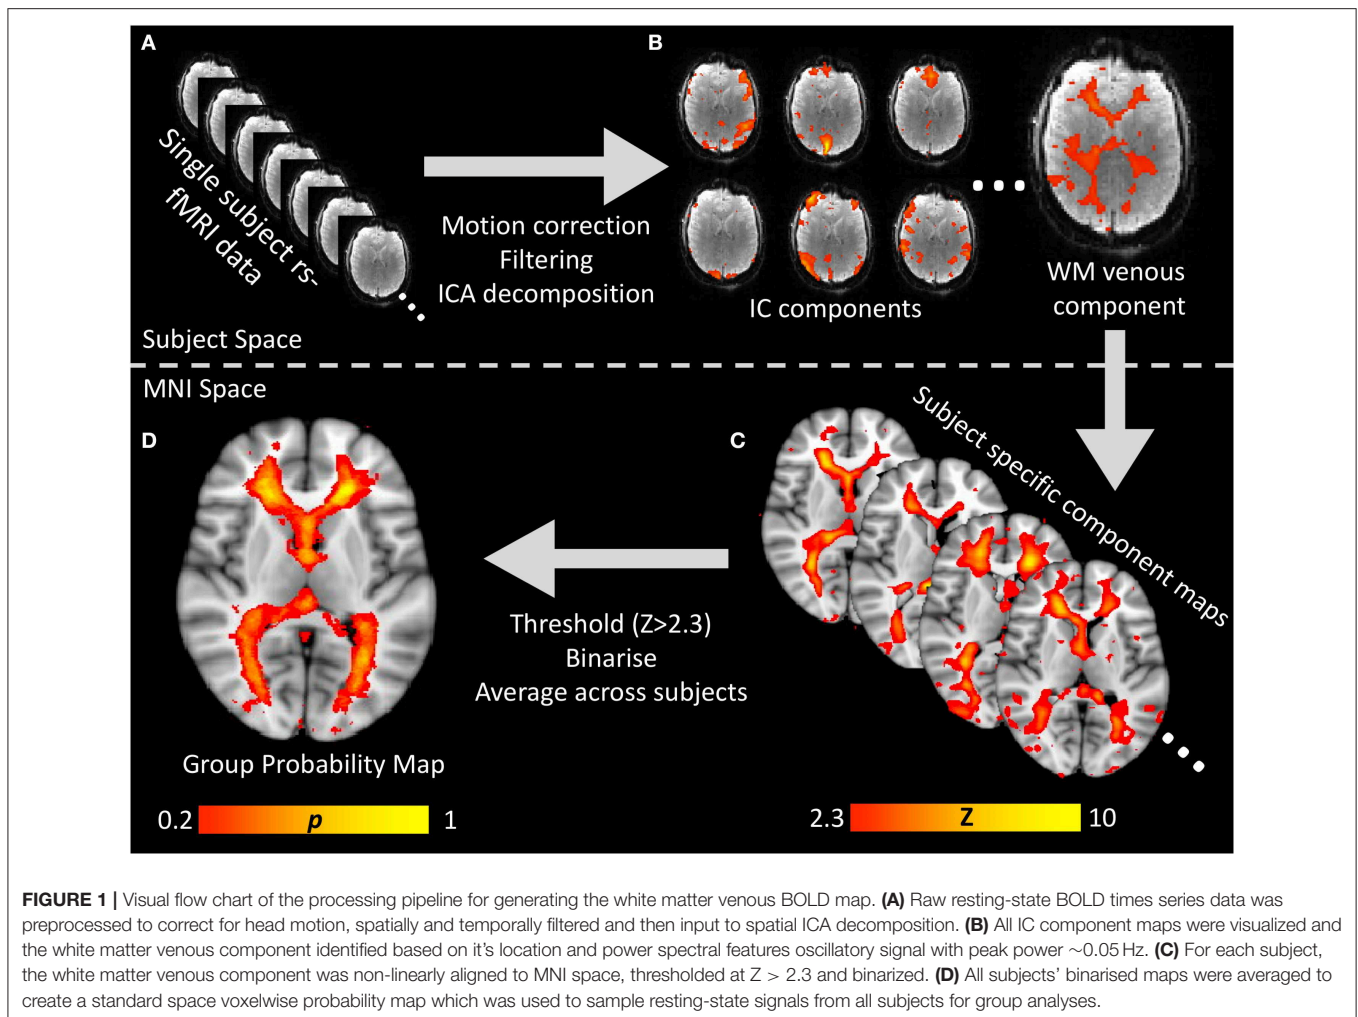 A
B
Single subject rs-
fMRI data
Motion correction
Filtering
ICA decomposition
IC components
WM venous
component
Subject Space
MNI Space
D
C
Subject specific component maps
Threshold (Z>2.3)
Binarise
Average across subjects
Group Probability Map
0.2 p 1
2.3 Z 10
FIGURE 1 | Visual flow chart of the processing pipeline for generating the white matter venous BOLD map. (A) Raw resting-state BOLD times series data was
preprocessed to correct for head motion, spatially and temporally filtered and then input to spatial ICA decomposition. (B) All IC component maps were visualized and
the white matter venous component identified based on it's location and power spectral features oscillatory signal with peak power ~0.05 Hz. (C) For each subject,
the white matter venous component was non-linearly aligned to MNI space, thresholded at Z > 2.3 and binarized. (D) All subjects' binarised maps were averaged to
create a standard space voxelwise probability map which was used to sample resting-state signals from all subjects for group analyses.